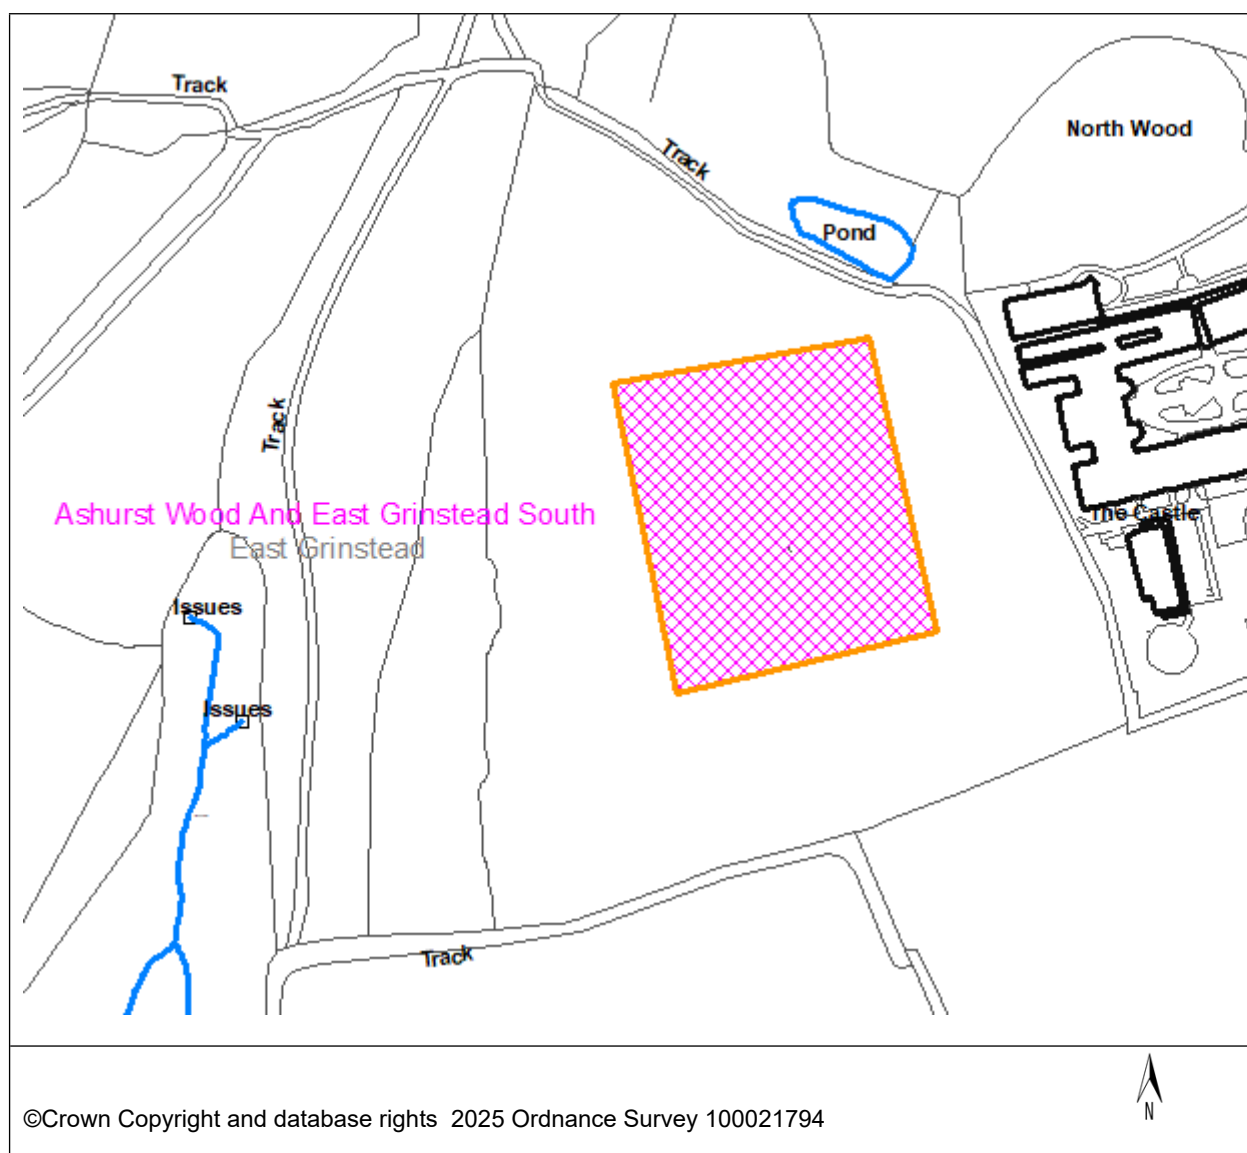 Track
North Wood
Track
Pond
Track
Ashurst Wood And East Grinstead South
The Castle
East Grinstead
Issues
Issues
Track
N
©Crown Copyright and database rights 2025 Ordnance Survey 100021794